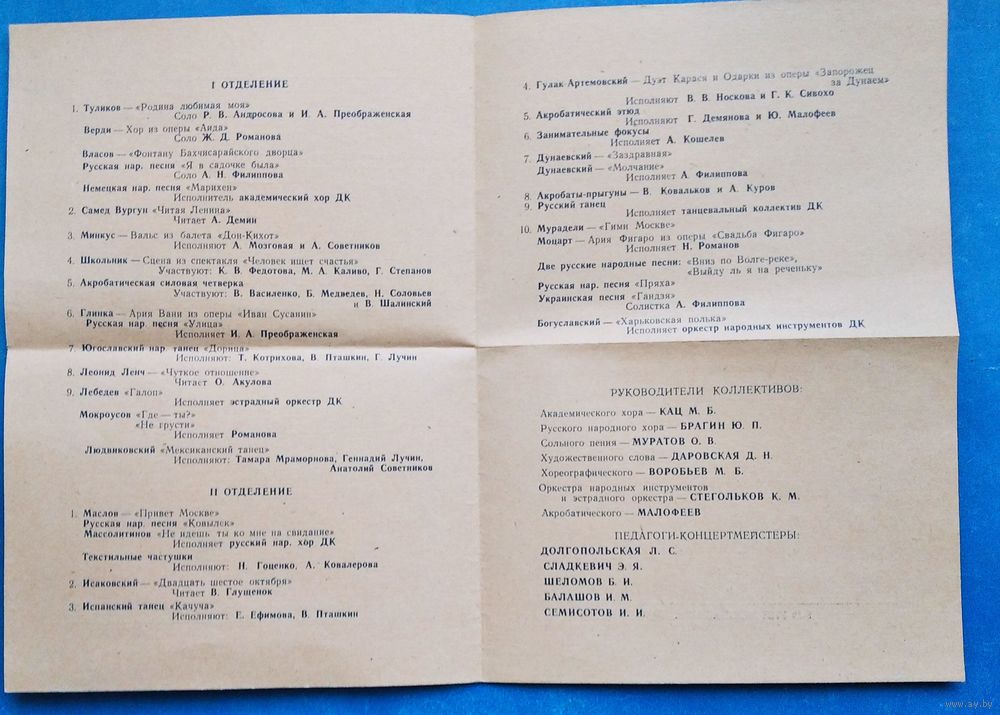 I ОТДЕЛЕНИЕ
1. Туликов — «Родина любимая моя»
Соло Р. В. Андросова и И. А. Преображенская
Верди — Хор из оперы «Аида»
Соло Ж. Д. Романова
Власов — «Фонтану Бахчисарайского дворца»
Русская нар. песня «Я в садочке была»
Соло А. Н. Филиппова
Немецкая нар. песня «Марихен»
Исполнитель академический хор ДК
2. Самед Вургун «Читая Ленина»
Читает А. Демин
3. Минкус — Вальс из балета «Дон-Кихот»
Исполняют А. Мозговая и А. Советников
4. Школьник — Сцена из спектакля «Человек ищет счастья»
Участвуют: К. В. Федотова, М. Л. Каливо, Г. Степанов
5. Акробатическая силовая четверка
Участвуют: В. Василенко, Б. Медведев, Н. Соловьев
и В. Шалинский
6. Глинка — Ария Вани из оперы «Иван Сусанин»
Русская нар. песня «Улица»
Исполняет И. А. Преображенская
7. Югославский нар. танец «Дорица»
Исполняют: Т. Котрихова, В. Пташкин, Г. Лучин
8. Леонид Ленч — «Чуткое отношение»
Читает О. Акулова
9. Лебедев «Галоп»
Исполняет эстрадный оркестр ДК
Мокроусов «Где — ты?»
«Не грусти»
Исполняет Романова
Людвиковский «Мексиканский танец»
Исполняют: Тамара Мраморнова, Геннадий Лучин,
Анатолий Советников
II ОТДЕЛЕНИЕ
1. Маслов — «Привет Москве»
Русская нар. песня «Ковылек»
Массолитинов «Не идешь ты ко мне на свидание»
Исполняет русский нар. хор ДК
Текстильные частушки
Исполняют: Н. Гоценко, А. Ковалерова
2. Исаковский — «Двадцать шестое октября»
Читает В. Глущенок
3. Испанский танец «Качуча»
Исполняют: Е. Ефимова, В. Пташкин
4. Гулак Артемовский — Дуэт Карася и Одарки из оперы «Запорожец
за Дунаем»
Исполняют В. В. Носкова и Г. К. Сивохо
5. Акробатический этюд
Исполняют Г. Демянова и Ю. Малофеев
6. Занимательные фокусы
Исполняет А. Кошелев
7. Дунаевский — «Заздравная»
Дунаевский — «Молчание»
Исполняет А. Филиппова
8. Акробаты-прыгуны — В. Ковальков и А. Куров
9. Русский танец
Исполняет танцевальный коллектив ДК
10. Мурадели — «Гимн Москве»
Моцарт — Ария Фигаро из оперы «Свадьба Фигаро»
Исполняет Н. Романов
Две русские народные песни: «Вниз по Волге-реке»,
«Выйду ль я на реченьку»
Русская нар. песня «Пряха»
Украинская песня «Гандзя»
Солистка А. Филиппова
Богуславский — «Харьковская полька»
Исполняет оркестр народных инструментов ДК
РУКОВОДИТЕЛИ КОЛЛЕКТИВОВ:
Академического хора — КАЦ М. Б.
Русского народного хора — БРАГИН Ю. П.
Сольного пения — МУРАТОВ О. В.
Художественного слова — ДАРОВСКАЯ Д. Н.
Хореографического — ВОРОБЬЕВ М. Б.
Оркестра народных инструментов
и эстрадного оркестра — СТЕГОЛЬКОВ К. М.
Акробатического — МАЛОФЕЕВ
ПЕДАГОГИ-КОНЦЕРТМЕЙСТЕРЫ:
ДОЛГОПОЛЬСКАЯ Л. С.
СЛАДКЕВИЧ Э. Я.
ШЕЛОМОВ Б. И.
БАЛАШОВ И. М.
СЕМИСОТОВ И. И.
www.ay.by